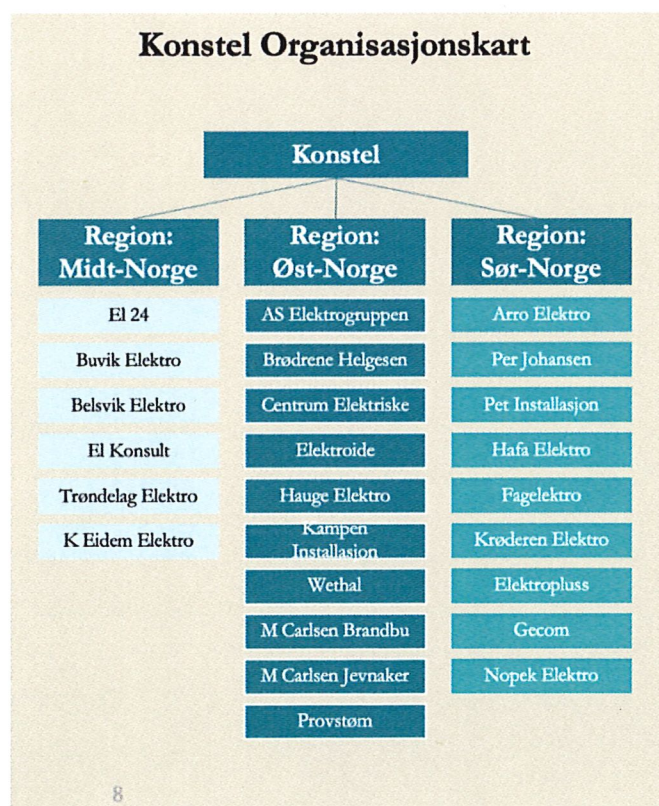 Konstel Organisasjonskart
Konstel
Region:
Midt-Norge
El 24
Buvik Elektro
Belsvik Elektro
El Konsult
Trøndelag Elektro
K Eidem Elektro
Region:
Øst-Norge
AS Elektrogruppen
Brødrene Helgesen
Centrum Elektriske
Elektroide
Hauge Elektro
Kampen
Installasjon
Wethal
M Carlsen Brandbu
M Carlsen Jevnaker
Provstøm
Region:
Sør-Norge
Arro Elektro
Per Johansen
Pet Installasjon
Hafa Elektro
Fagelektro
Krøderen Elektro
Elektropluss
Gecom
Nopek Elektro
8